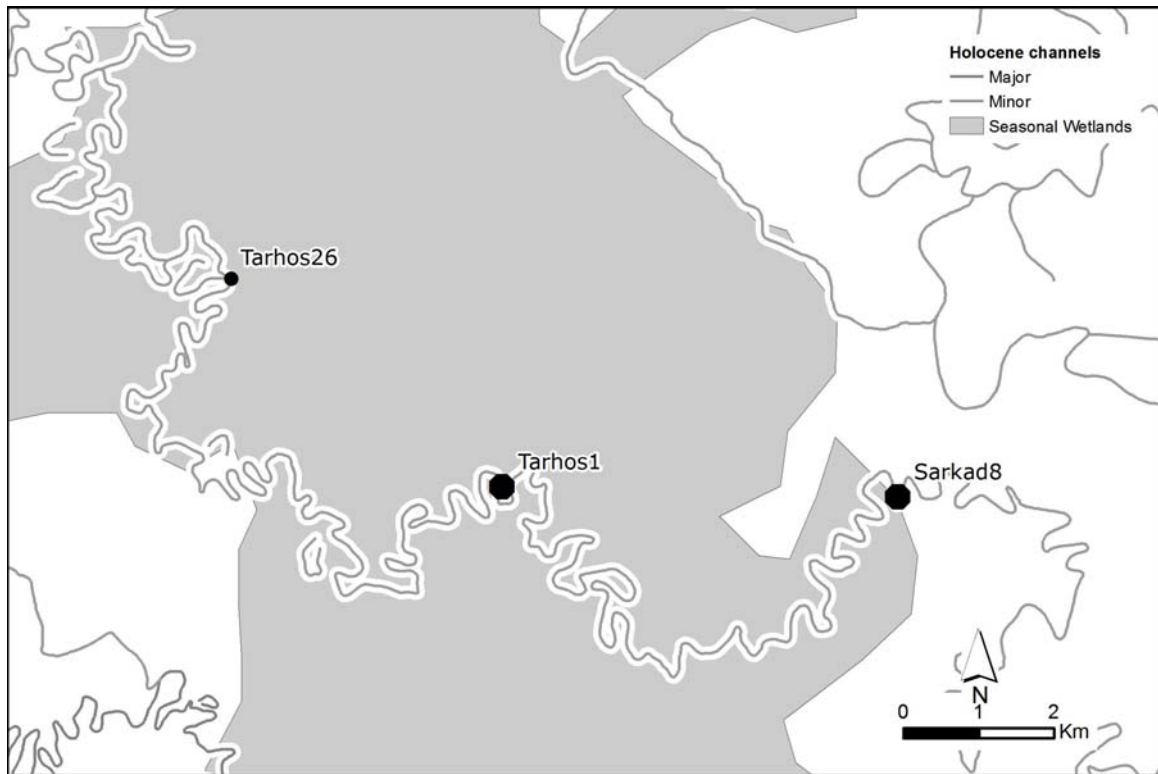 Holocene channels
Major
Minor
Seasonal Wetlands
Tarhos26
Tarhos1
Sarkad8
N
0 1 2
Km